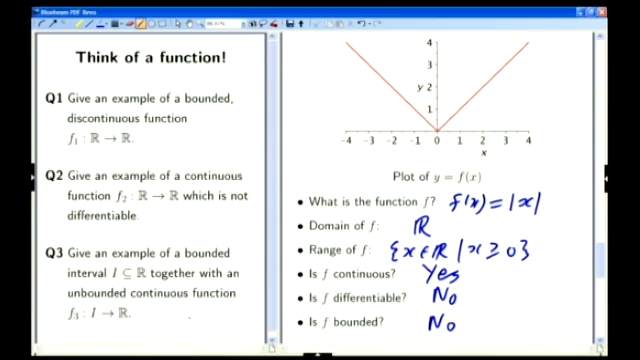 Bluebeam PDF Revu
Think of a function!
Q1 Give an example of a bounded,
discontinuous function
f₁ : ℝ → ℝ.
Q2 Give an example of a continuous
function f₂ : ℝ → ℝ which is not
differentiable.
Q3 Give an example of a bounded
interval I ⊆ ℝ together with an
unbounded continuous function
f₃ : I → ℝ.
4
3
y 2
1
-4 -3 -2 -1 0 1 2 3 4
x
Plot of y = f(x)
• What is the function f? f(x) = |x|
• Domain of f: ℝ
• Range of f: {x ∈ ℝ | x ≥ 0}
• Is f continuous? Yes
• Is f differentiable? No
• Is f bounded? No